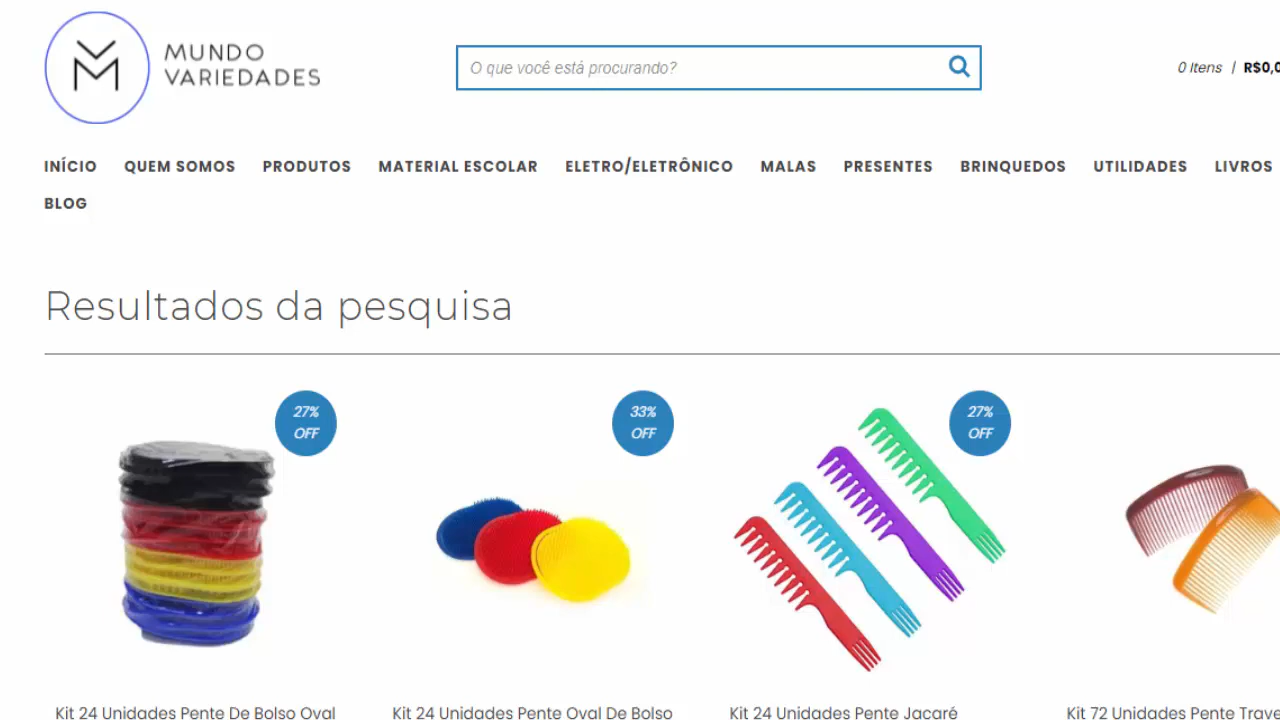 MUNDO
VARIEDADES
O que você está procurando?
0 Itens / R$0,0
INÍCIO QUEM SOMOS PRODUTOS MATERIAL ESCOLAR ELETRO/ELETRÔNICO MALAS PRESENTES BRINQUEDOS UTILIDADES LIVROS
BLOG
Resultados da pesquisa
27%
OFF
33%
OFF
27%
OFF
Kit 24 Unidades Pente De Bolso Oval
Kit 24 Unidades Pente Oval De Bolso
Kit 24 Unidades Pente Jacaré
Kit 72 Unidades Pente Trave